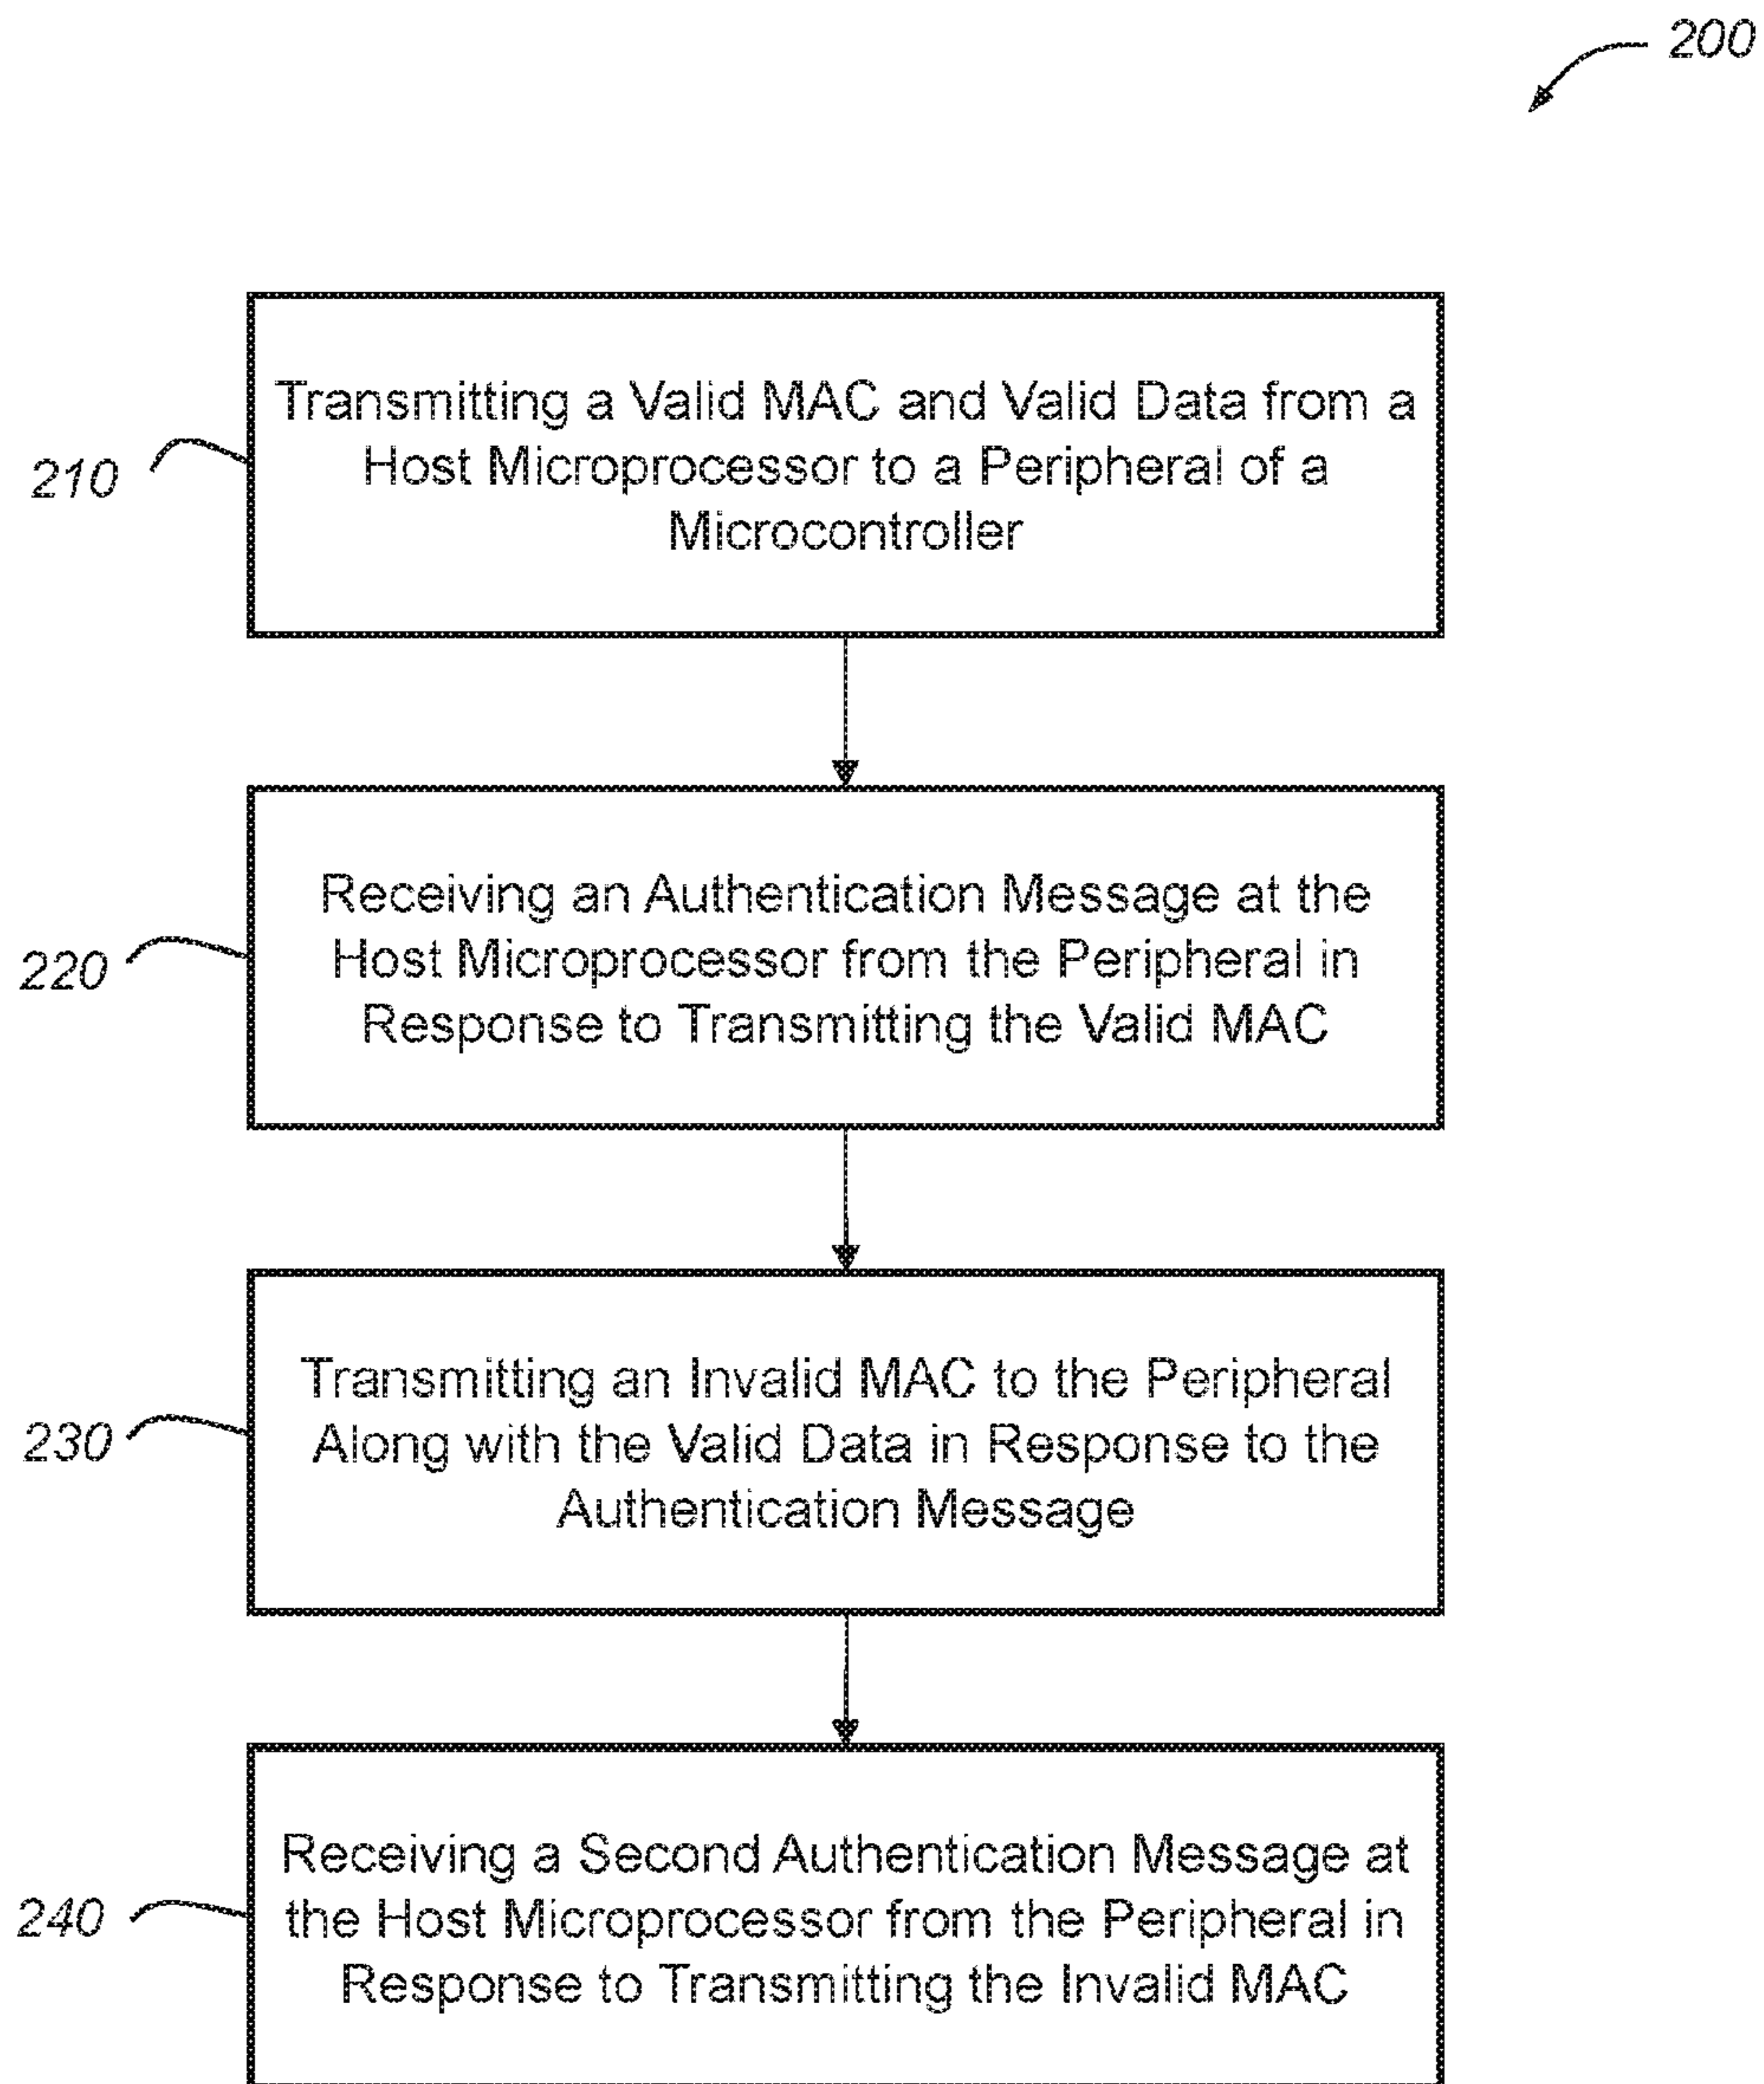 200
210
Transmitting a Valid MAC and Valid Data from a
Host Microprocessor to a Peripheral of a
Microcontroller
220
Receiving an Authentication Message at the
Host Microprocessor from the Peripheral in
Response to Transmitting the Valid MAC
230
Transmitting an Invalid MAC to the Peripheral
Along with the Valid Data in Response to the
Authentication Message
240
Receiving a Second Authentication Message at
the Host Microprocessor from the Peripheral in
Response to Transmitting the Invalid MAC